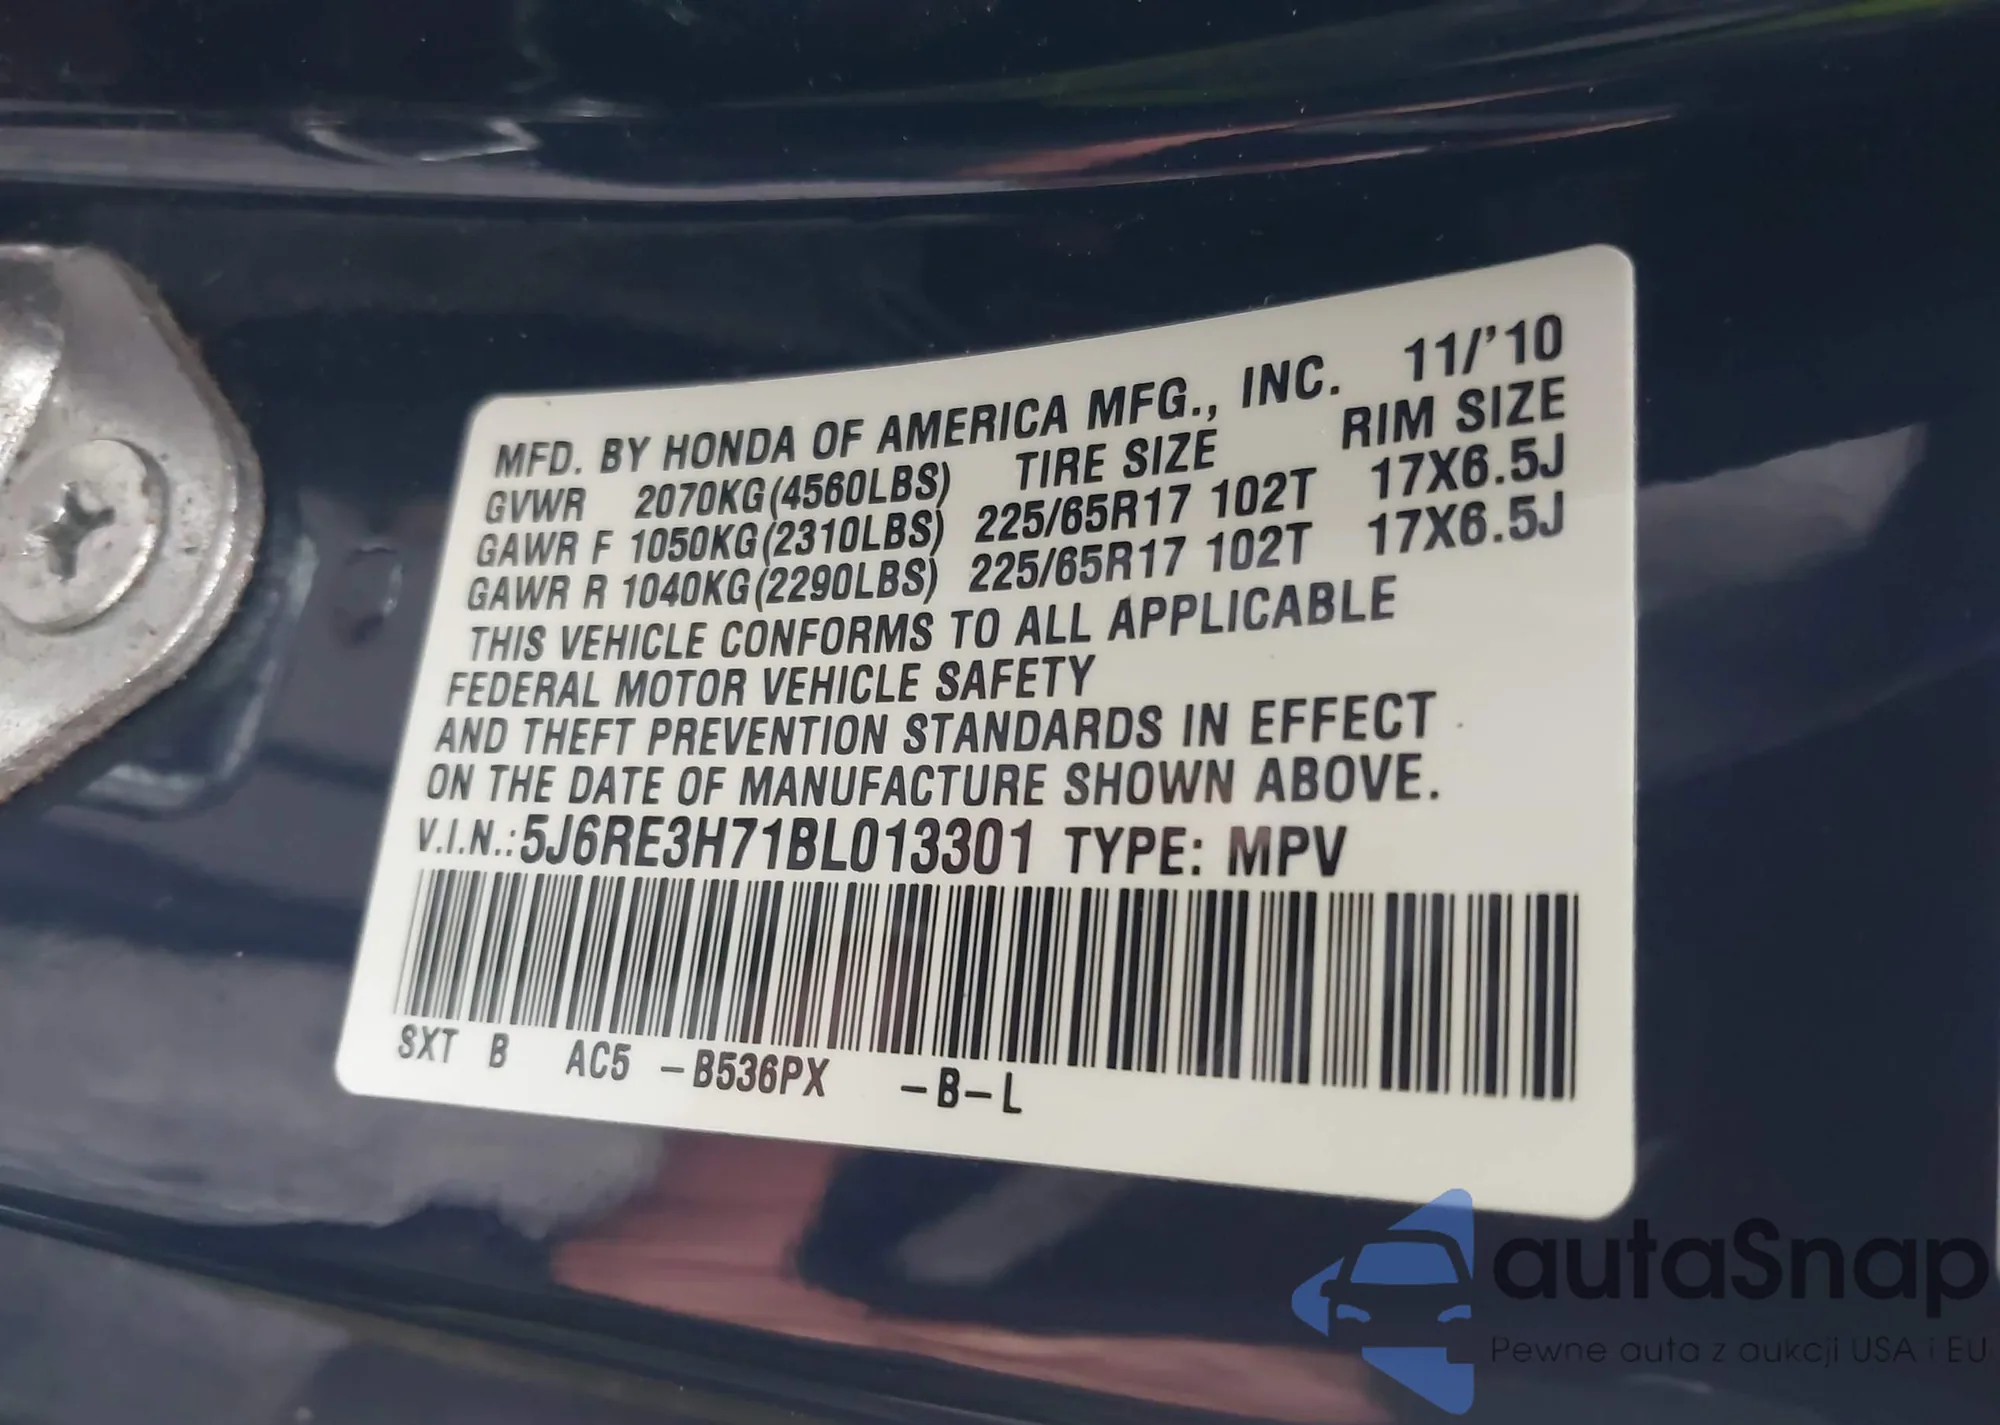 MFD. BY HONDA OF AMERICA MFG., INC. 11/'10
GVWR 2070KG(4560LBS) TIRE SIZE RIM SIZE
GAWR F 1050KG(2310LBS) 225/65R17 102T 17X6.5J
GAWR R 1040KG(2290LBS) 225/65R17 102T 17X6.5J
THIS VEHICLE CONFORMS TO ALL APPLICABLE
FEDERAL MOTOR VEHICLE SAFETY
AND THEFT PREVENTION STANDARDS IN EFFECT
ON THE DATE OF MANUFACTURE SHOWN ABOVE.
V.I.N.:5J6RE3H71BL013301 TYPE: MPV
SXT B AC5 -B536PX -B-L
autaSnap
Pewne auta z aukcji USA i EU